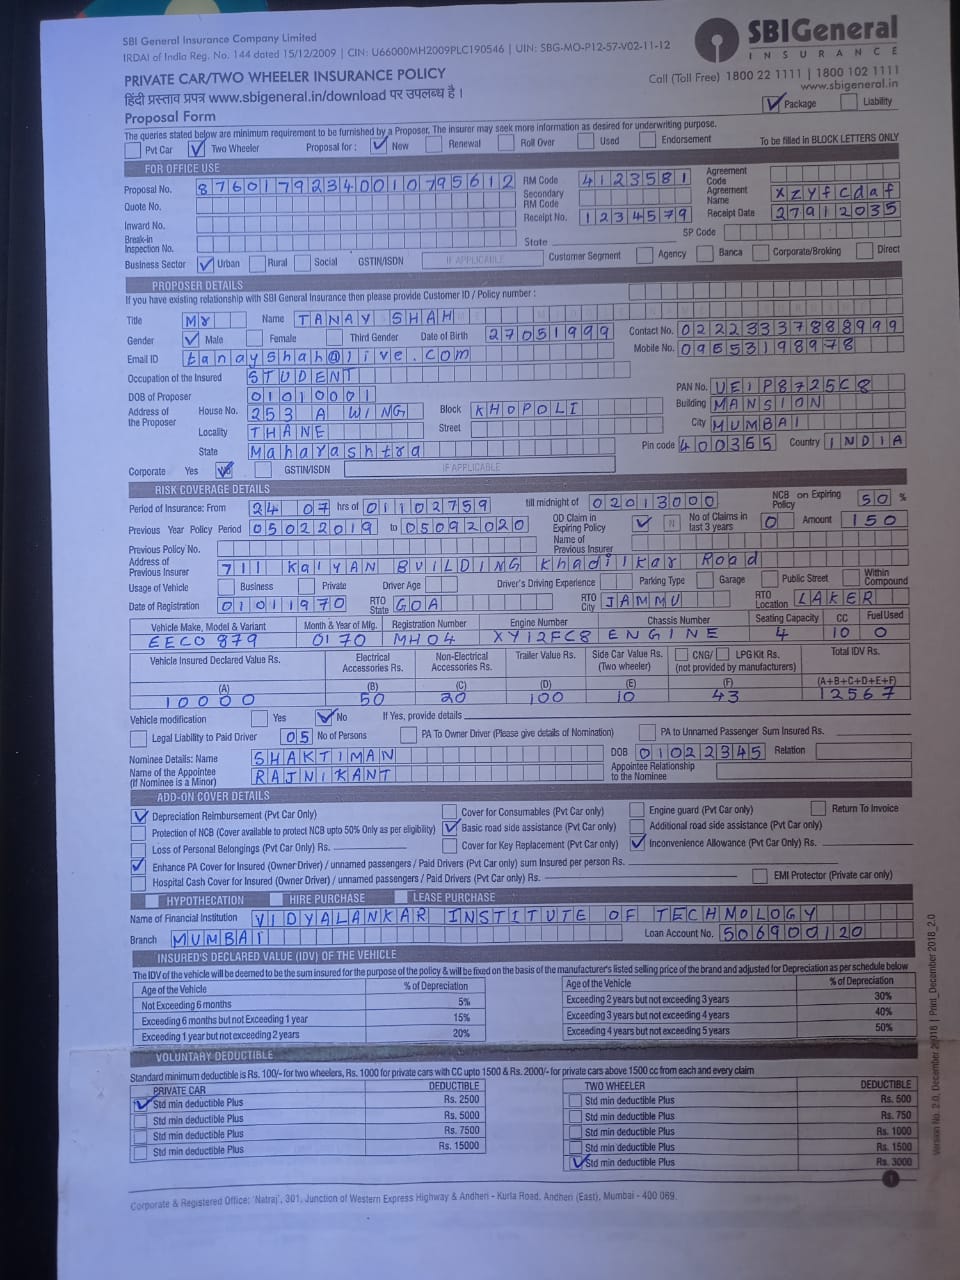 SBI General Insurance Company Limited
IRDAI of India Reg. No. 144 dated 15/12/2009 | CIN: U66000MH2009PLC190546 | UIN: SBG-MO-P12-57-V02-11-12
SBIGeneral
INSURANCE
PRIVATE CAR/TWO WHEELER INSURANCE POLICY
Call (Toll Free) 1800 22 1111 | 1800 102 1111
www.sbigeneral.in
हिंदी प्रस्ताव प्रपत्र www.sbigeneral.in/download पर उपलब्ध है।
Proposal Form
Package Liability
The queries stated below are minimum requirement to be furnished by a Proposer. The insurer may seek more information as desired for underwriting purpose.
Pvt Car Two Wheeler Proposal for : New Renewal Roll Over Used Endorsement To be filled in BLOCK LETTERS ONLY
FOR OFFICE USE
Proposal No. 87601792340010795612 RM Code 4123581 Agreement Code
Quote No. Secondary RM Code Agreement Name xzyfcdaf
Inward No. Receipt No. 1234579 Receipt Date 27912035
Break-in Inspection No. State SP Code
Business Sector Urban Rural Social GSTIN/ISDN IF APPLICABLE Customer Segment Agency Banca Corporate/Broking Direct
PROPOSER DETAILS
If you have existing relationship with SBI General Insurance then please provide Customer ID / Policy number :
Title Mr Name TANAY SHAH
Gender Male Female Third Gender Date of Birth 27051999 Contact No. 0222333788899​9
Email ID tanayshah@live.com Mobile No. 09653198978
Occupation of the Insured STUDENT
DOB of Proposer 01010001 PAN No. UEIP8725C8
Address of the Proposer House No. 253 A WING Block KHOPOLI Building MANSION
Locality THANE Street City MUMBAI
State Maharashtra Pin code 400365 Country INDIA
Corporate Yes No GSTIN/ISDN IF APPLICABLE
RISK COVERAGE DETAILS
Period of Insurance: From 24 07 hrs of 01102759 till midnight of 02013000 NCB on Expiring Policy 50 %
Previous Year Policy Period 05022019 to 05092020 OD Claim in Expiring Policy N No of Claims in last 3 years 0 Amount 150
Previous Policy No. Name of Previous Insurer
Address of Previous Insurer 711 KalYAN BVILDING Khadilkar Road
Usage of Vehicle Business Private Driver Age Driver's Driving Experience Parking Type Garage Public Street Within Compound
Date of Registration 01011970 RTO State GOA RTO City JAMMU RTO Location LAKER
Vehicle Make, Model & Variant Month & Year of Mfg. Registration Number Engine Number Chassis Number Seating Capacity CC Fuel Used
EECO 879 0170 MH04 XY12FC8 ENGINE 4 10 0
Vehicle Insured Declared Value Rs. Electrical Accessories Rs. Non-Electrical Accessories Rs. Trailer Value Rs. Side Car Value Rs. (Two wheeler) CNG/ LPG Kit Rs. (not provided by manufacturers) Total IDV Rs.
(A) (B) (C) (D) (E) (F) (A+B+C+D+E+F)
10000 50 20 100 10 43 12567
Vehicle modification Yes No If Yes, provide details
Legal Liability to Paid Driver 05 No of Persons PA To Owner Driver (Please give details of Nomination) PA to Unnamed Passenger Sum Insured Rs.
Nominee Details: Name SHAKTIMAN DOB 01022345 Relation
Name of the Appointee (If Nominee is a Minor) RAJNIKANT Appointee Relationship to the Nominee
ADD-ON COVER DETAILS
Depreciation Reimbursement (Pvt Car Only) Cover for Consumables (Pvt Car only) Engine guard (Pvt Car only) Return To Invoice
Protection of NCB (Cover available to protect NCB upto 50% Only as per eligibility) Basic road side assistance (Pvt Car only) Additional road side assistance (Pvt Car only)
Loss of Personal Belongings (Pvt Car Only) Rs. Cover for Key Replacement (Pvt Car only) Inconvenience Allowance (Pvt Car Only) Rs.
Enhance PA Cover for Insured (Owner Driver) / unnamed passengers / Paid Drivers (Pvt Car only) sum Insured per person Rs.
Hospital Cash Cover for Insured (Owner Driver) / unnamed passengers / Paid Drivers (Pvt Car only) Rs. EMI Protector (Private car only)
HYPOTHECATION HIRE PURCHASE LEASE PURCHASE
Name of Financial Institution VIDYALANKAR INSTITUTE OF TECHNOLOGY
Branch MUMBAI Loan Account No. 506900120
INSURED'S DECLARED VALUE (IDV) OF THE VEHICLE
The IDV of the vehicle will be deemed to be the sum insured for the purpose of the policy & will be fixed on the basis of the manufacturer's listed selling price of the brand and adjusted for Depreciation as per schedule below
Age of the Vehicle % of Depreciation Age of the Vehicle % of Depreciation
Not Exceeding 6 months 5% Exceeding 2 years but not exceeding 3 years 30%
Exceeding 6 months but not Exceeding 1 year 15% Exceeding 3 years but not exceeding 4 years 40%
Exceeding 1 year but not exceeding 2 years 20% Exceeding 4 years but not exceeding 5 years 50%
VOLUNTARY DEDUCTIBLE
Standard minimum deductible is Rs. 100/- for two wheelers, Rs. 1000 for private cars with CC upto 1500 & Rs. 2000/- for private cars above 1500 cc from each and every claim
PRIVATE CAR DEDUCTIBLE TWO WHEELER DEDUCTIBLE
Std min deductible Plus Rs. 2500 Std min deductible Plus Rs. 500
Std min deductible Plus Rs. 5000 Std min deductible Plus Rs. 750
Std min deductible Plus Rs. 7500 Std min deductible Plus Rs. 1000
Std min deductible Plus Rs. 15000 Std min deductible Plus Rs. 1500
Std min deductible Plus Rs. 3000
1
Corporate & Registered Office: 'Natraj', 301, Junction of Western Express Highway & Andheri - Kurla Road, Andheri (East), Mumbai - 400 069.
Version No. 2.0, December 2018 | Print_December 2018_2.0